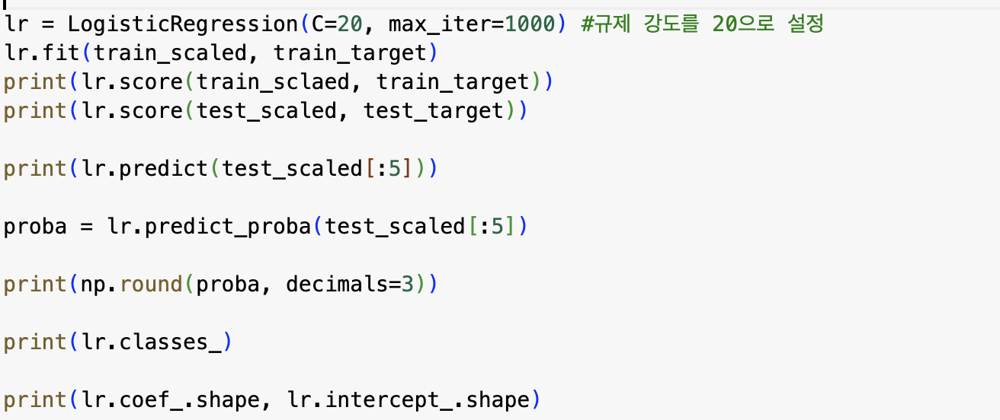 lr = LogisticRegression(C=20, max_iter=1000) #규제 강도를 20으로 설정
lr.fit(train_scaled, train_target)
print(lr.score(train_sclaed, train_target))
print(lr.score(test_scaled, test_target))
print(lr.predict(test_scaled[:5]))
proba = lr.predict_proba(test_scaled[:5])
print(np.round(proba, decimals=3))
print(lr.classes_)
print(lr.coef_.shape, lr.intercept_.shape)